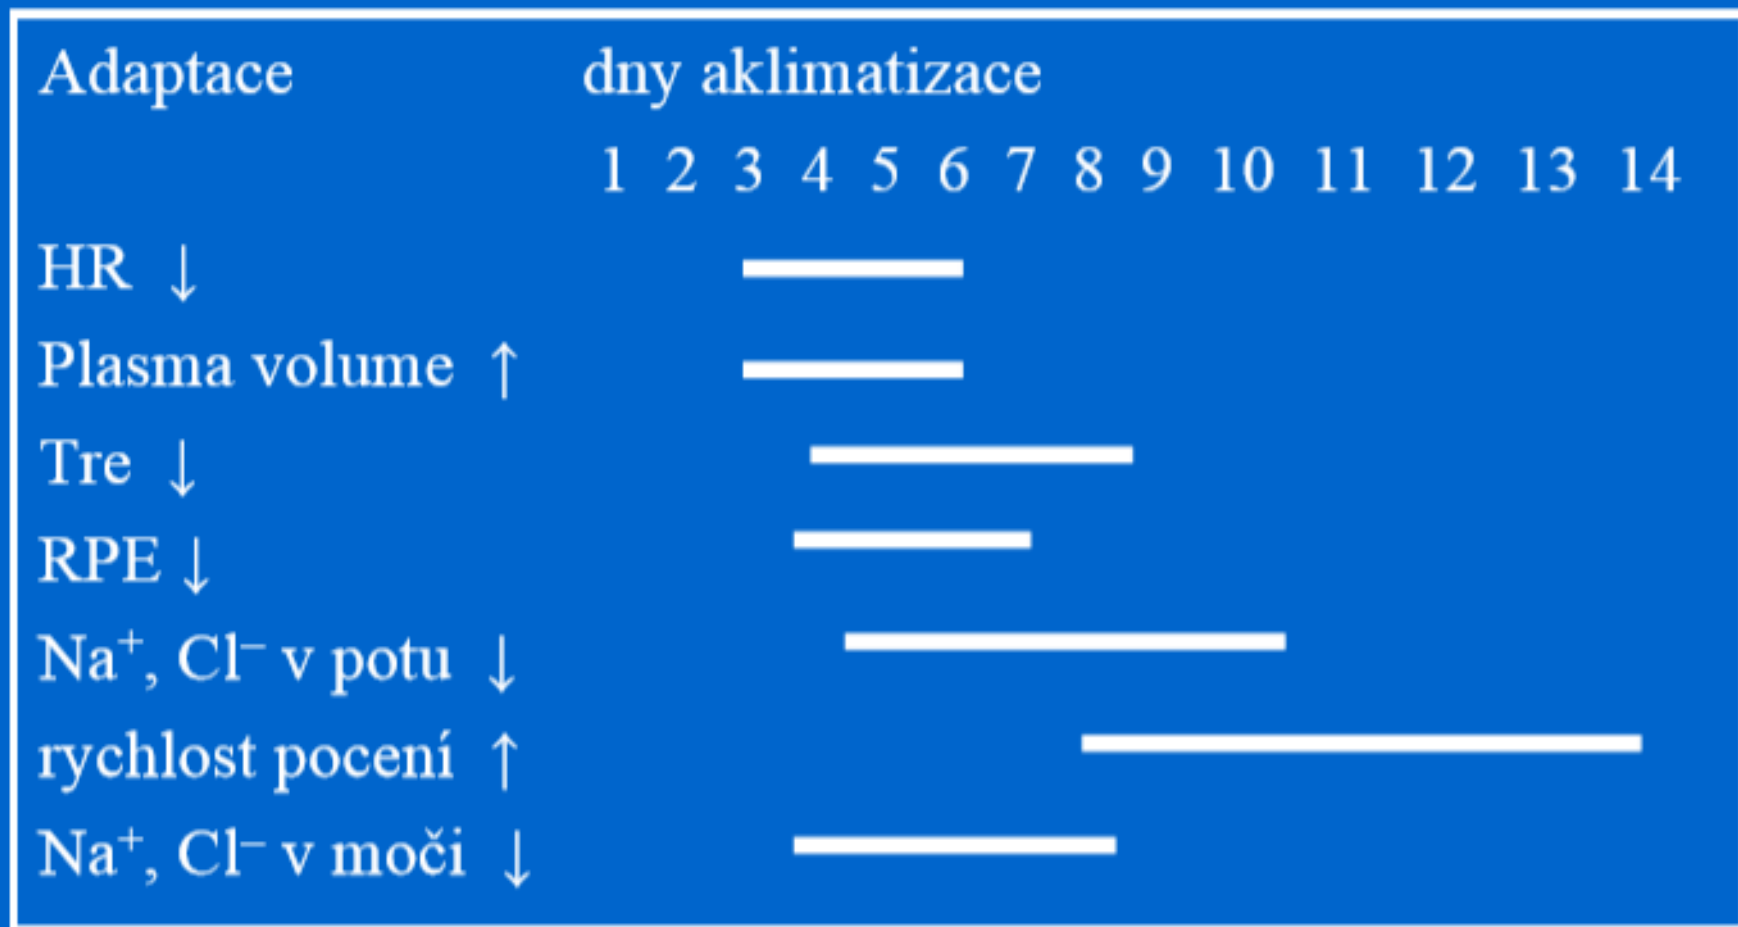 Adaptace dny aklimatizace
1 2 3 4 5 6 7 8 9 10 11 12 13 14
HR ↓
Plasma volume ↑
Tre ↓
RPE ↓
Na⁺, Cl⁻ v potu ↓
rychlost pocení ↑
Na⁺, Cl⁻ v moči ↓